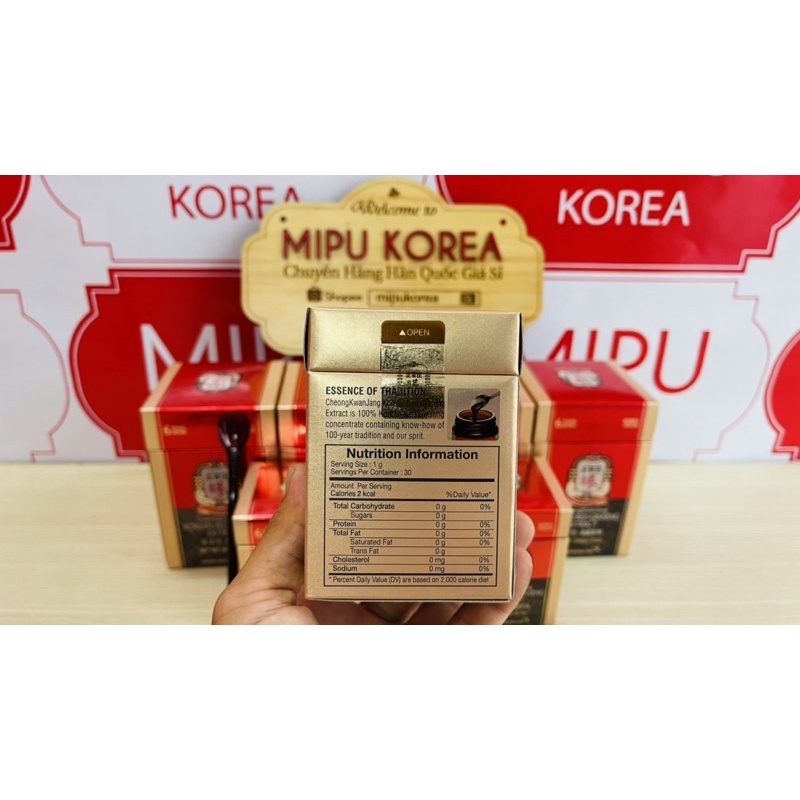 KOREA
KOREA
Welcome to
MIPU KOREA
Chuyên Hàng Hàn Quốc Giá Sỉ
Shopee mipukorea
MIPU
▲OPEN
ESSENCE OF TRADITION
CheongKwanJang
Extract is 100%
concentrate containing know-how of
100-year tradition and our sprit.
Nutrition Information
Serving Size : 1 g
Servings Per Container : 30
Amount Per Serving
Calories 2 kcal %Daily Value*
Total Carbohydrate 0 g 0%
Sugars 0 g
Protein 0 g 0%
Total Fat 0 g 0%
Saturated Fat 0 g 0%
Trans Fat 0 g
Cholesterol 0 mg 0%
Sodium 0 mg 0%
* Percent Daily Value (DV) are based on 2,000 calorie diet